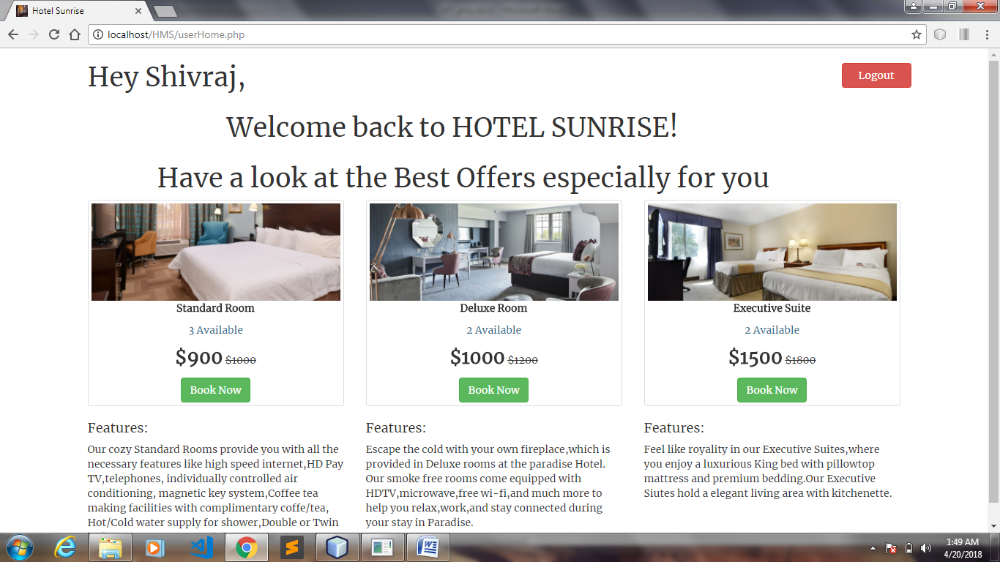 Hotel Sunrise
localhost/HMS/userHome.php
Hey Shivraj,
Logout
Welcome back to HOTEL SUNRISE!
Have a look at the Best Offers especially for you
Standard Room
3 Available
$900 $1000
Book Now
Deluxe Room
2 Available
$1000 $1200
Book Now
Executive Suite
2 Available
$1500 $1800
Book Now
Features:
Our cozy Standard Rooms provide you with all the
necessary features like high speed internet,HD Pay
TV,telephones, individually controlled air
conditioning, magnetic key system,Coffee tea
making facilities with complimentary coffe/tea,
Hot/Cold water supply for shower,Double or Twin
Features:
Escape the cold with your own fireplace,which is
provided in Deluxe rooms at the paradise Hotel.
Our smoke free rooms come equipped with
HDTV,microwave,free wi-fi,and much more to
help you relax,work,and stay connected during
your stay in Paradise.
Features:
Feel like royality in our Executive Suites,where
you enjoy a luxurious King bed with pillowtop
mattress and premium bedding.Our Executive
Siutes hold a elegant living area with kitchenette.
1:49 AM
4/20/2018